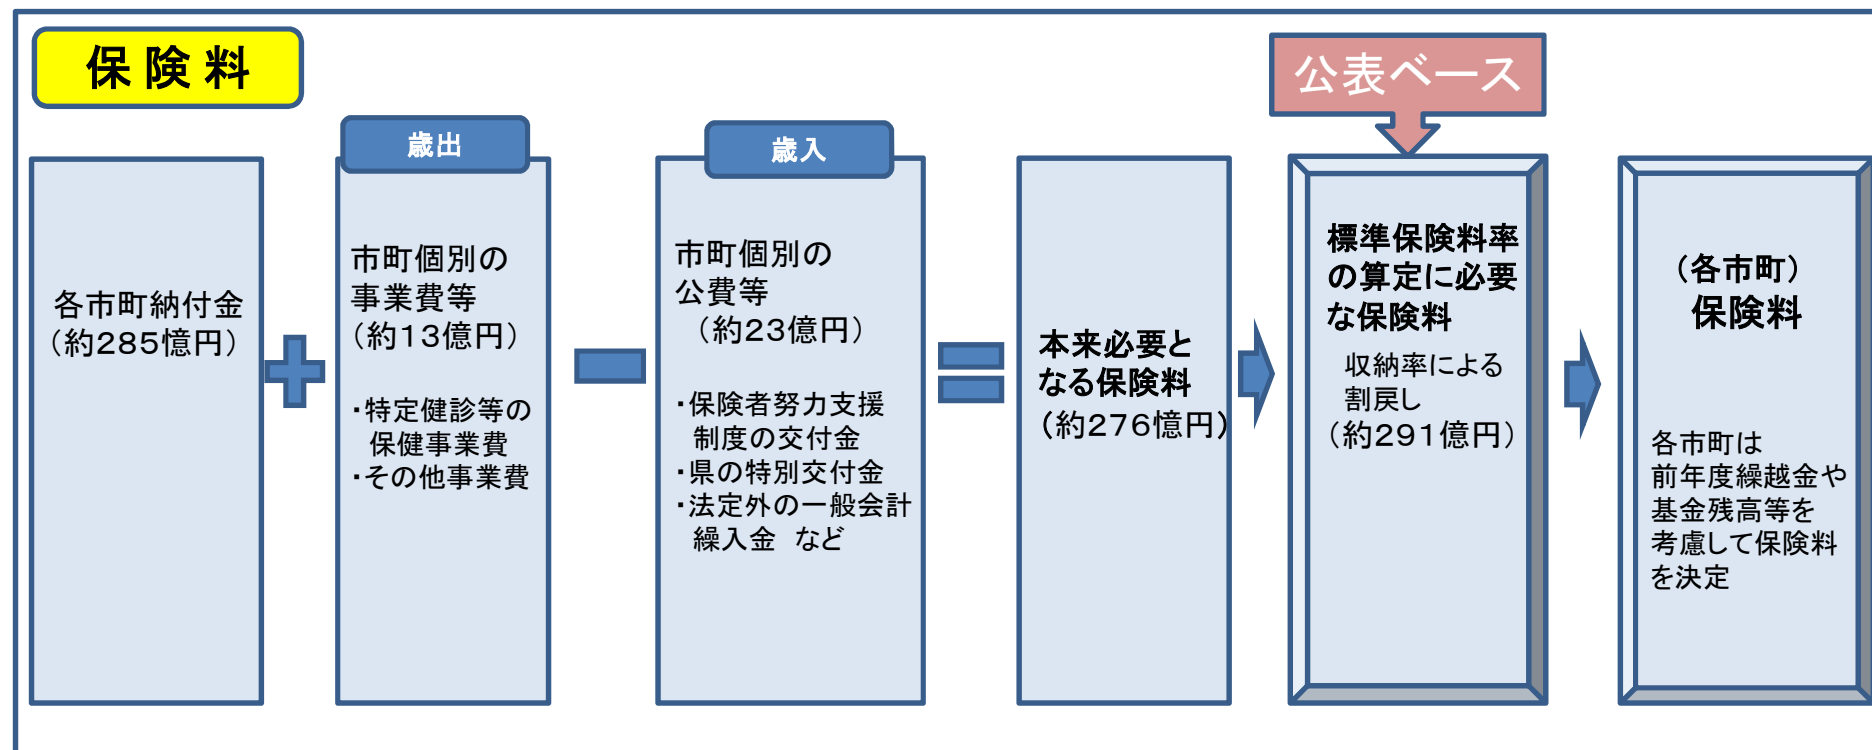 保険料
公表ベース
歳出
歳入
各市町納付金
（約285憶円）
市町個別の
事業費等
（約13億円）
・特定健診等の
保健事業費
・その他事業費
市町個別の
公費等
（約23億円）
・保険者努力支援
制度の交付金
・県の特別交付金
・法定外の一般会計
繰入金　など
本来必要と
なる保険料
（約276憶円）
標準保険料率
の算定に必要
な保険料
収納率による
割戻し
（約291億円）
（各市町）
保険料
各市町は
前年度繰越金や
基金残高等を
考慮して保険料
を決定